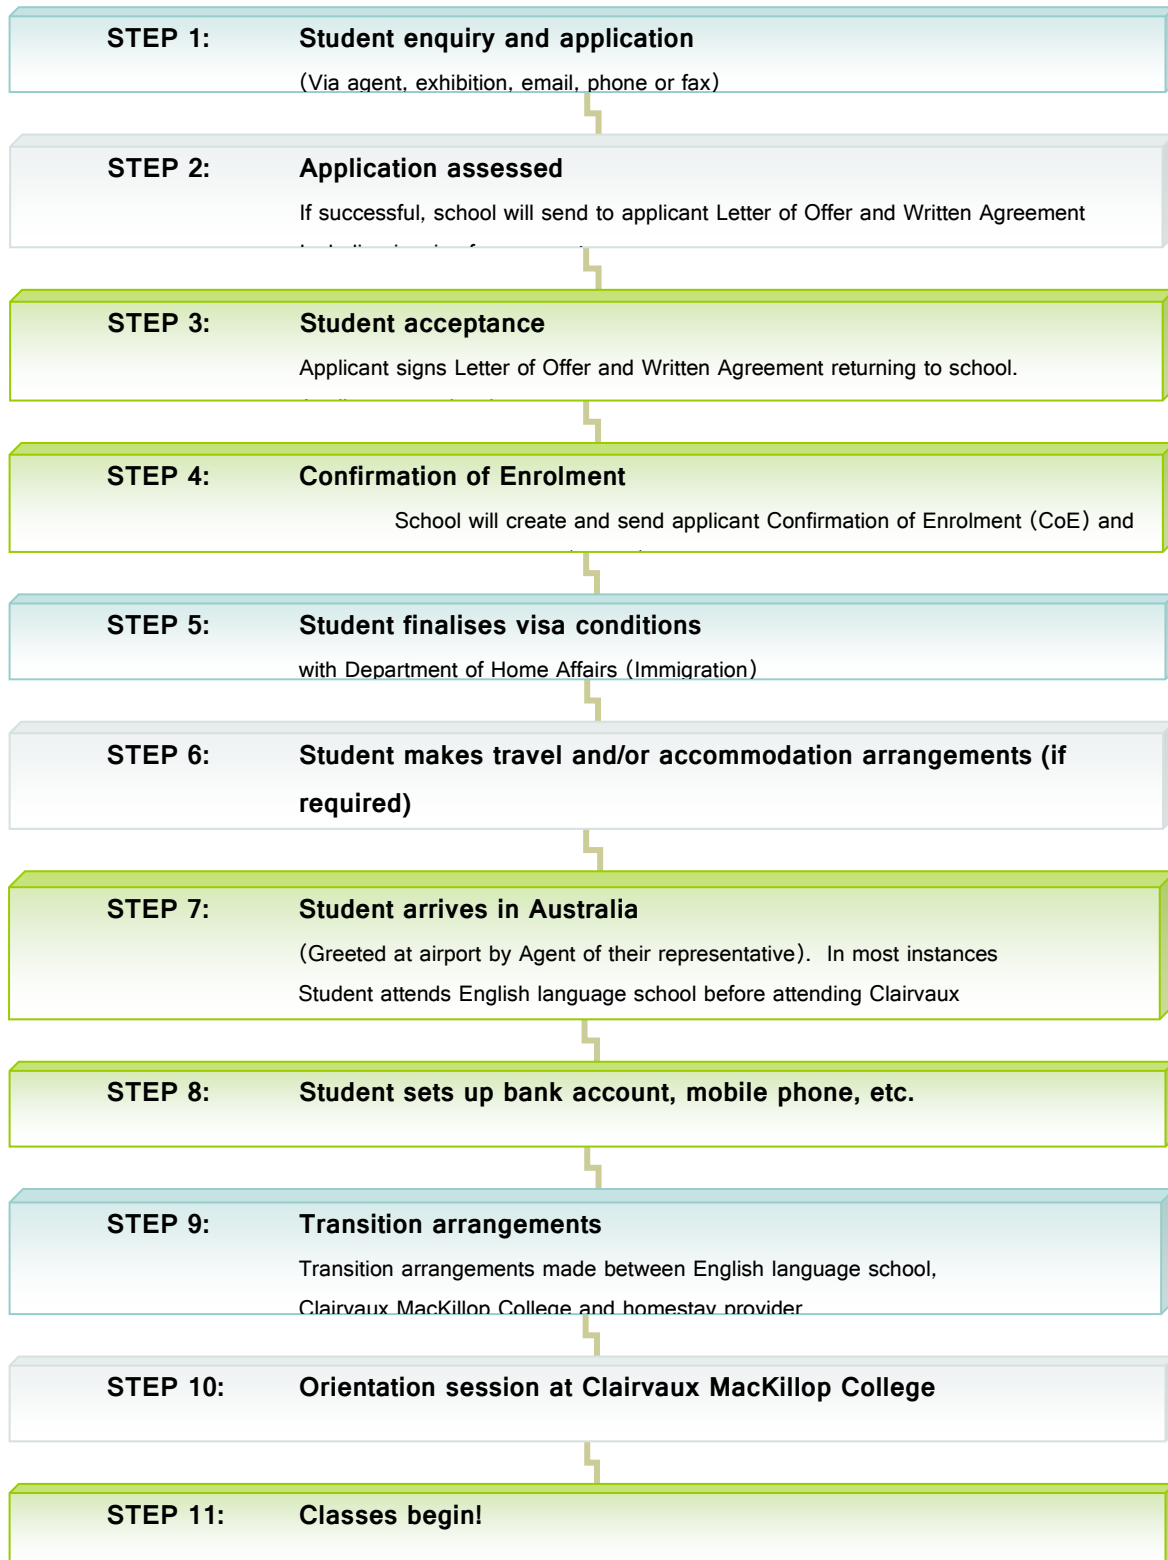 STEP 1: Student enquiry and application
(Via agent, exhibition, email, phone or fax)
STEP 2: Application assessed
If successful, school will send to applicant Letter of Offer and Written Agreement
STEP 3: Student acceptance
Applicant signs Letter of Offer and Written Agreement returning to school.
STEP 4: Confirmation of Enrolment
School will create and send applicant Confirmation of Enrolment (CoE) and
STEP 5: Student finalises visa conditions
with Department of Home Affairs (Immigration)
STEP 6: Student makes travel and/or accommodation arrangements (if
required)
STEP 7: Student arrives in Australia
(Greeted at airport by Agent of their representative). In most instances
Student attends English language school before attending Clairvaux
STEP 8: Student sets up bank account, mobile phone, etc.
STEP 9: Transition arrangements
Transition arrangements made between English language school,
Clairvaux MacKillop College and homestay provider
STEP 10: Orientation session at Clairvaux MacKillop College
STEP 11: Classes begin!